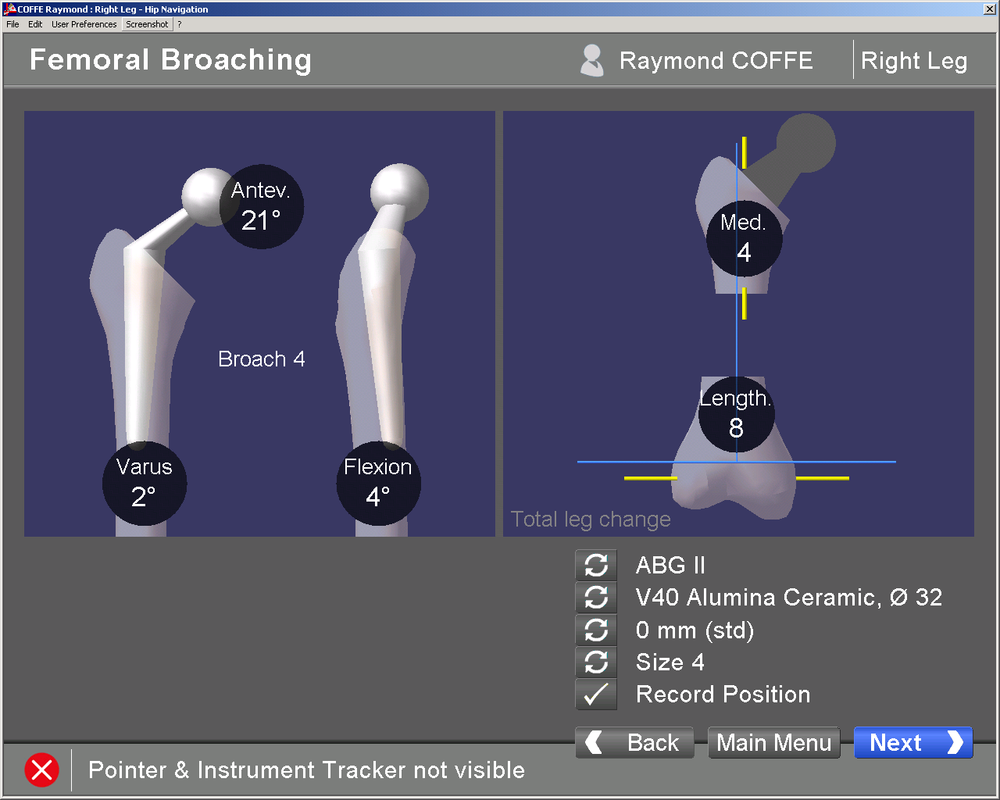 COFFE Raymond : Right Leg - Hip Navigation
File Edit User Preferences Screenshot ?
Femoral Broaching
Raymond COFFE
Right Leg
Antev.
21°
Broach 4
Varus
2°
Flexion
4°
Med.
4
Length.
8
Total leg change
ABG II
V40 Alumina Ceramic, Ø 32
0 mm (std)
Size 4
Record Position
Back
Main Menu
Next
Pointer & Instrument Tracker not visible